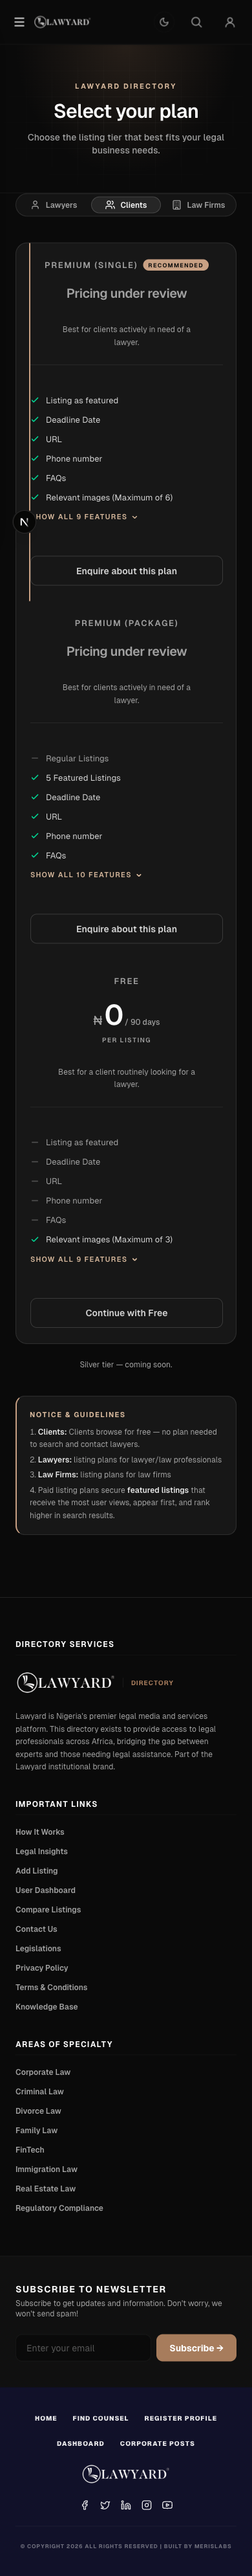 LAWYARD
LAWYARD DIRECTORY
Select your plan
Choose the listing tier that best fits your legal
business needs.
Lawyers
Clients
Law Firms
PREMIUM (SINGLE) RECOMMENDED
Pricing under review
Best for clients actively in need of a
lawyer.
Listing as featured
Deadline Date
URL
Phone number
FAQs
Relevant images (Maximum of 6)
N
HOW ALL 9 FEATURES
Enquire about this plan
PREMIUM (PACKAGE)
Pricing under review
Best for clients actively in need of a
lawyer.
Regular Listings
5 Featured Listings
Deadline Date
URL
Phone number
FAQs
SHOW ALL 10 FEATURES
Enquire about this plan
FREE
₦0 / 90 days
PER LISTING
Best for a client routinely looking for a
lawyer.
Listing as featured
Deadline Date
URL
Phone number
FAQs
Relevant images (Maximum of 3)
SHOW ALL 9 FEATURES
Continue with Free
Silver tier — coming soon.
NOTICE & GUIDELINES
1. Clients: Clients browse for free — no plan needed
to search and contact lawyers.
2. Lawyers: listing plans for lawyer/law professionals
3. Law Firms: listing plans for law firms
4. Paid listing plans secure featured listings that
receive the most user views, appear first, and rank
higher in search results.
DIRECTORY SERVICES
LAWYARD DIRECTORY
Lawyard is Nigeria's premier legal media and services
platform. This directory exists to provide access to legal
professionals across Africa, bridging the gap between
experts and those needing legal assistance. Part of the
Lawyard institutional brand.
IMPORTANT LINKS
How It Works
Legal Insights
Add Listing
User Dashboard
Compare Listings
Contact Us
Legislations
Privacy Policy
Terms & Conditions
Knowledge Base
AREAS OF SPECIALTY
Corporate Law
Criminal Law
Divorce Law
Family Law
FinTech
Immigration Law
Real Estate Law
Regulatory Compliance
SUBSCRIBE TO NEWSLETTER
Subscribe to get updates and information. Don't worry, we
won't send spam!
Enter your email
Subscribe →
HOME FIND COUNSEL REGISTER PROFILE
DASHBOARD CORPORATE POSTS
LAWYARD
© COPYRIGHT 2026 ALL RIGHTS RESERVED | BUILT BY MERISLABS